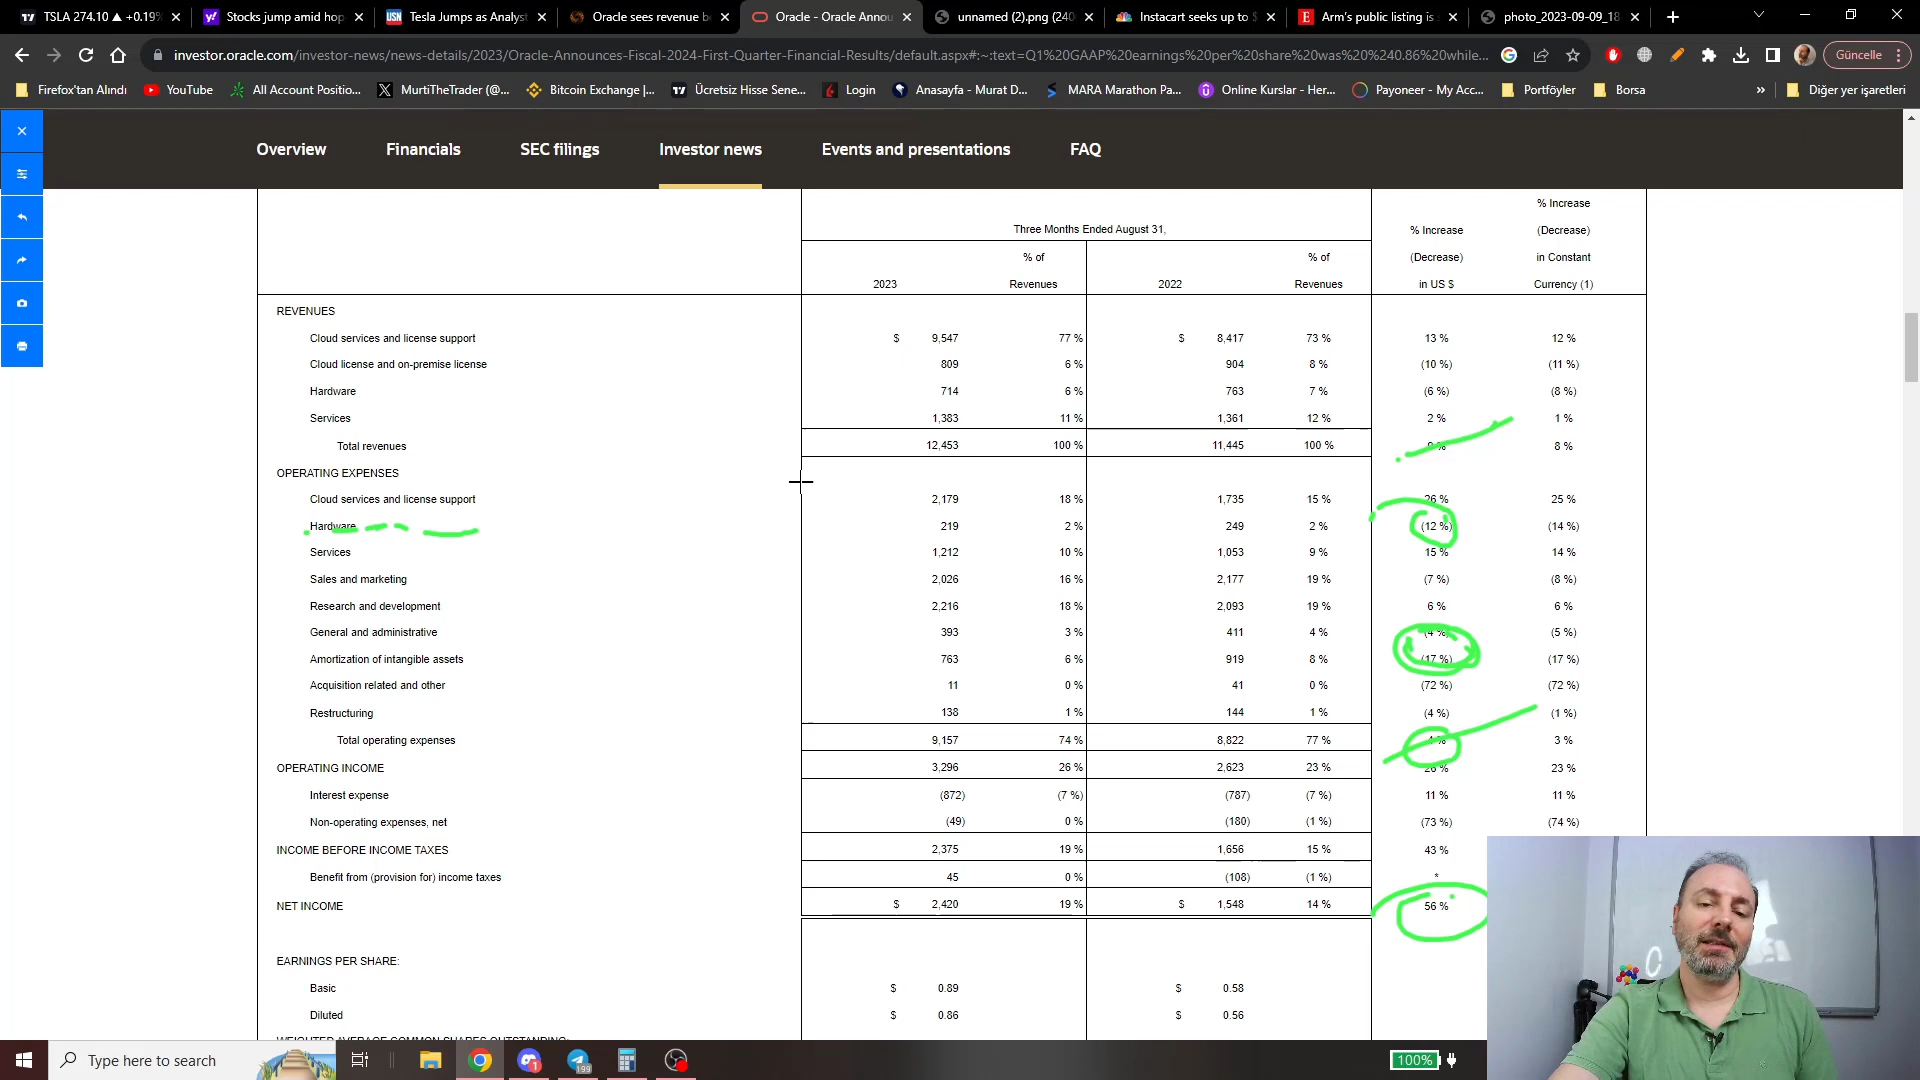 TSLA 274.10 ▲ +0.19%
Stocks jump amid hop
Tesla Jumps as Analyst
Oracle sees revenue b
Oracle - Oracle Annou
unnamed (2).png (240
Instacart seeks up to $
Arm's public listing is
photo_2023-09-09_18
investor.oracle.com/investor-news/news-details/2023/Oracle-Announces-Fiscal-2024-First-Quarter-Financial-Results/default.aspx#:~:text=Q1%20GAAP%20earnings%20per%20share%20was%20%240.86%20while...
Güncelle
Firefox'tan Alındı
YouTube
All Account Positio...
MurtiTheTrader (@...
Bitcoin Exchange |...
Ücretsiz Hisse Sene...
Login
Anasayfa - Murat D...
MARA Marathon Pa...
Online Kurslar - Her...
Payoneer - My Acc...
Portföyler
Borsa
»
Diğer yer işaretleri
Overview Financials SEC filings Investor news Events and presentations FAQ
% Increase
Three Months Ended August 31, % Increase (Decrease)
% of % of (Decrease) in Constant
2023 Revenues 2022 Revenues in US $ Currency (1)
REVENUES
Cloud services and license support $ 9,547 77 % $ 8,417 73 % 13 % 12 %
Cloud license and on-premise license 809 6 % 904 8 % (10 %) (11 %)
Hardware 714 6 % 763 7 % (6 %) (8 %)
Services 1,383 11 % 1,361 12 % 2 % 1 %
Total revenues 12,453 100 % 11,445 100 % 9 % 8 %
OPERATING EXPENSES
Cloud services and license support 2,179 18 % 1,735 15 % 26 % 25 %
Hardware 219 2 % 249 2 % (12 %) (14 %)
Services 1,212 10 % 1,053 9 % 15 % 14 %
Sales and marketing 2,026 16 % 2,177 19 % (7 %) (8 %)
Research and development 2,216 18 % 2,093 19 % 6 % 6 %
General and administrative 393 3 % 411 4 % (4 %) (5 %)
Amortization of intangible assets 763 6 % 919 8 % (17 %) (17 %)
Acquisition related and other 11 0 % 41 0 % (72 %) (72 %)
Restructuring 138 1 % 144 1 % (4 %) (1 %)
Total operating expenses 9,157 74 % 8,822 77 % 4 % 3 %
OPERATING INCOME 3,296 26 % 2,623 23 % 26 % 23 %
Interest expense (872) (7 %) (787) (7 %) 11 % 11 %
Non-operating expenses, net (49) 0 % (180) (1 %) (73 %) (74 %)
INCOME BEFORE INCOME TAXES 2,375 19 % 1,656 15 % 43 %
Benefit from (provision for) income taxes 45 0 % (108) (1 %) *
NET INCOME $ 2,420 19 % $ 1,548 14 % 56 %
EARNINGS PER SHARE:
Basic $ 0.89 $ 0.58
Diluted $ 0.86 $ 0.56
WEIGHTED AVERAGE COMMON SHARES OUTSTANDING:
Type here to search
1
199
100%